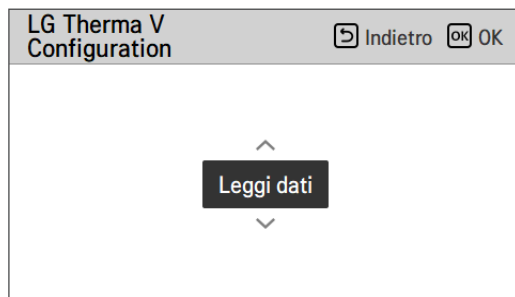 LG Therma V
Configuration
Indietro OK OK
Leggi dati